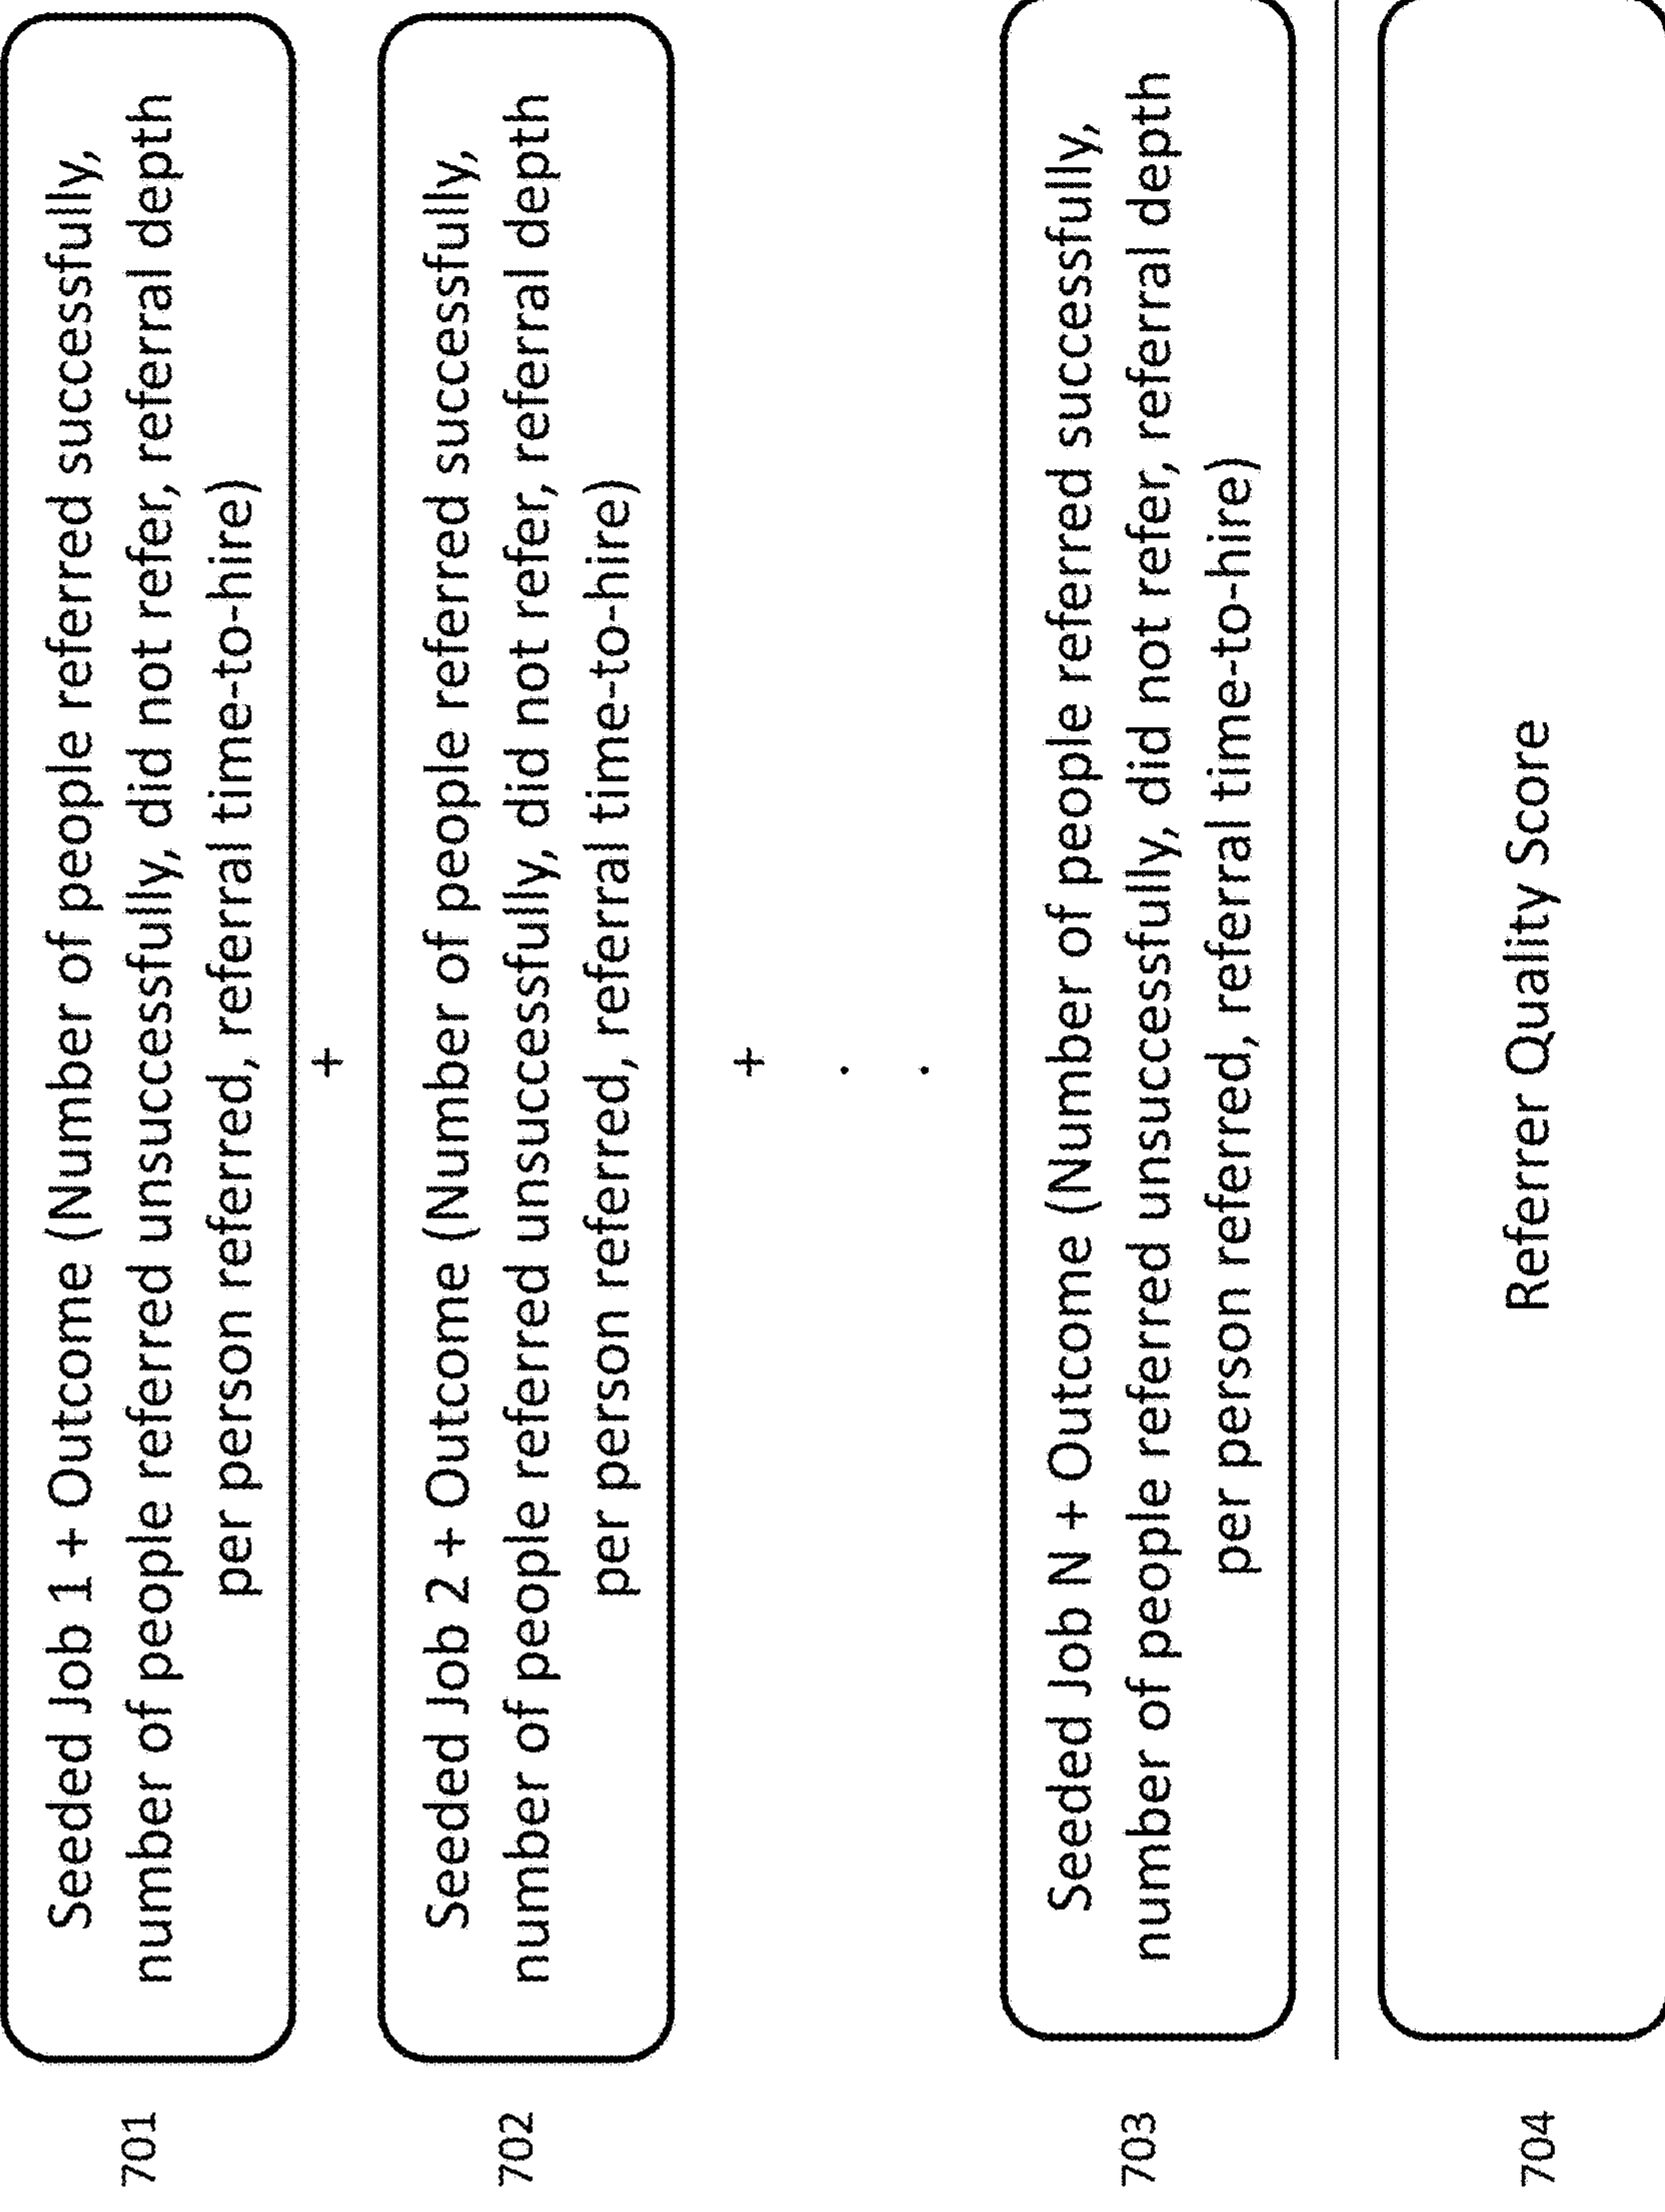 701
Seeded Job 1 + Outcome (Number of people referred successfully,
number of people referred unsuccessfully, did not refer, referral depth
per person referred, referral time-to-hire)
+
702
Seeded Job 2 + Outcome (Number of people referred successfully,
number of people referred unsuccessfully, did not refer, referral depth
per person referred, referral time-to-hire)
+
.
.
703
Seeded Job N + Outcome (Number of people referred successfully,
number of people referred unsuccessfully, did not refer, referral depth
per person referred, referral time-to-hire)
704
Referrer Quality Score